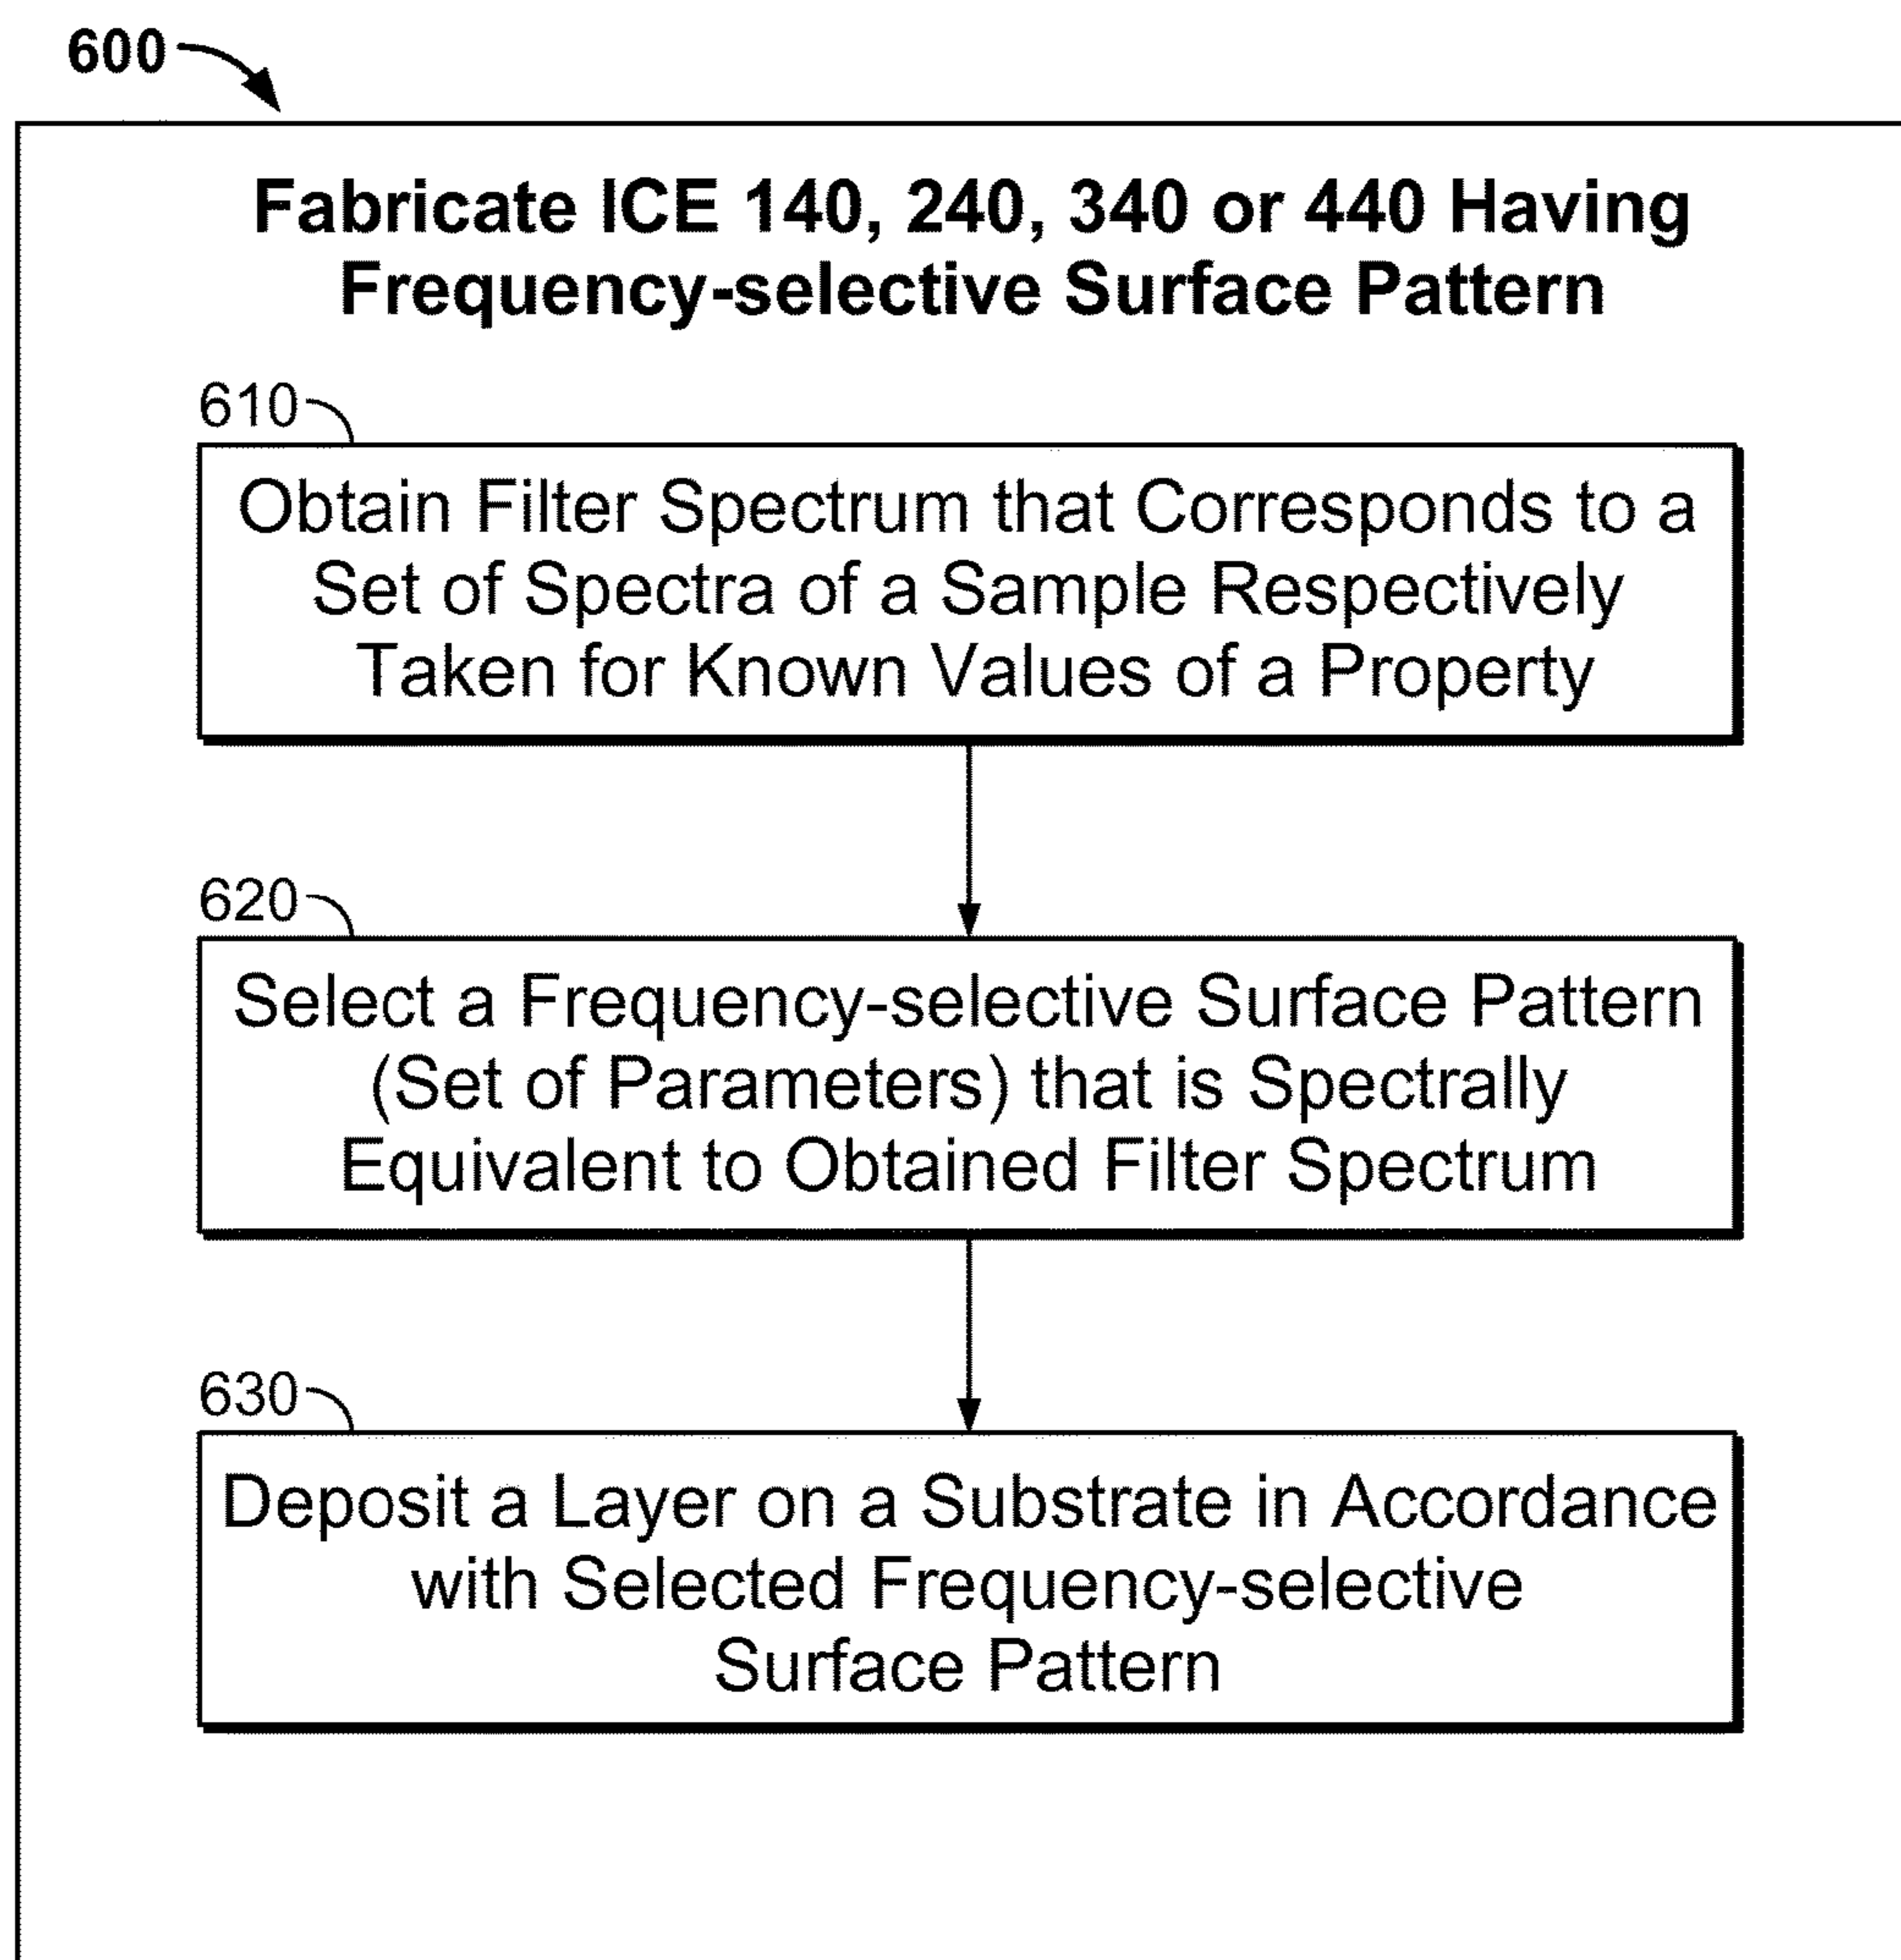 600
Fabricate ICE 140, 240, 340 or 440 Having
Frequency-selective Surface Pattern
610
Obtain Filter Spectrum that Corresponds to a
Set of Spectra of a Sample Respectively
Taken for Known Values of a Property
620
Select a Frequency-selective Surface Pattern
(Set of Parameters) that is Spectrally
Equivalent to Obtained Filter Spectrum
630
Deposit a Layer on a Substrate in Accordance
with Selected Frequency-selective
Surface Pattern